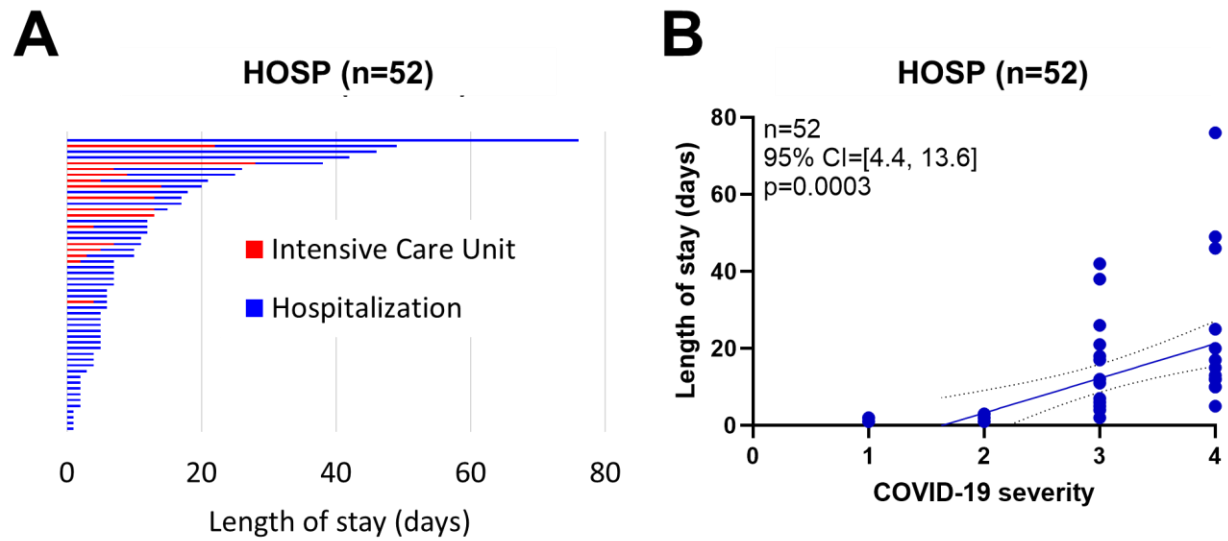 A
HOSP (n=52)
Intensive Care Unit
Hospitalization
0 20 40 60 80
Length of stay (days)
B
HOSP (n=52)
n=52
95% CI=[4.4, 13.6]
p=0.0003
80
60
40
20
0
Length of stay (days)
0 1 2 3 4
COVID-19 severity